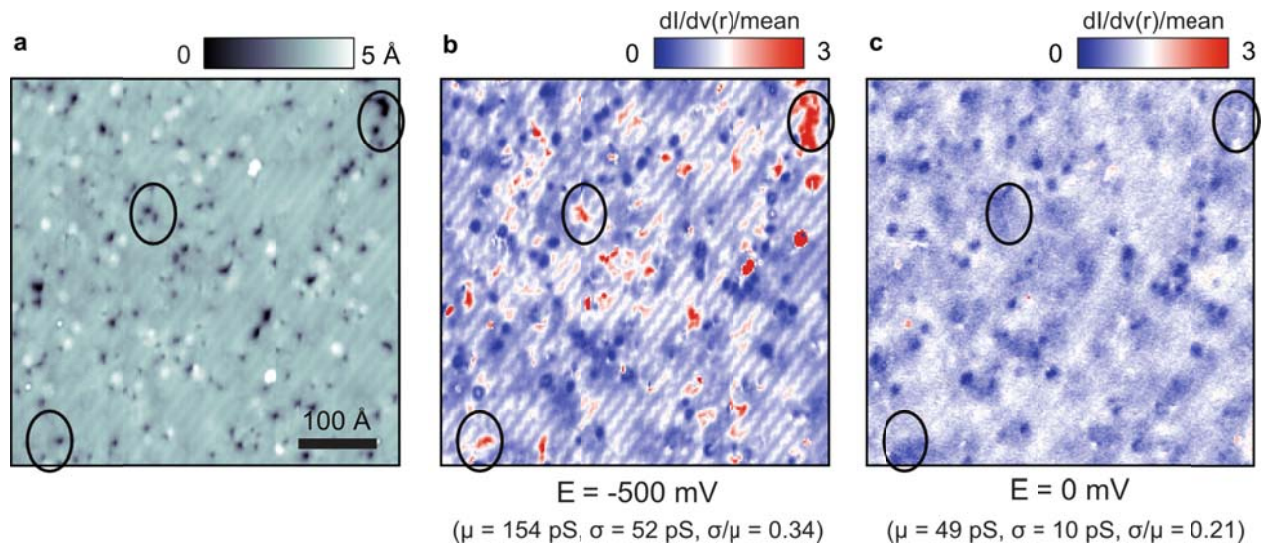 dI/dv(r)/mean
dI/dv(r)/mean
a
0
5 Å
b
0
3
c
0
3
100 Å
E = -500 mV
E = 0 mV
(μ = 154 pS, σ = 52 pS, σ/μ = 0.34)
(μ = 49 pS, σ = 10 pS, σ/μ = 0.21)